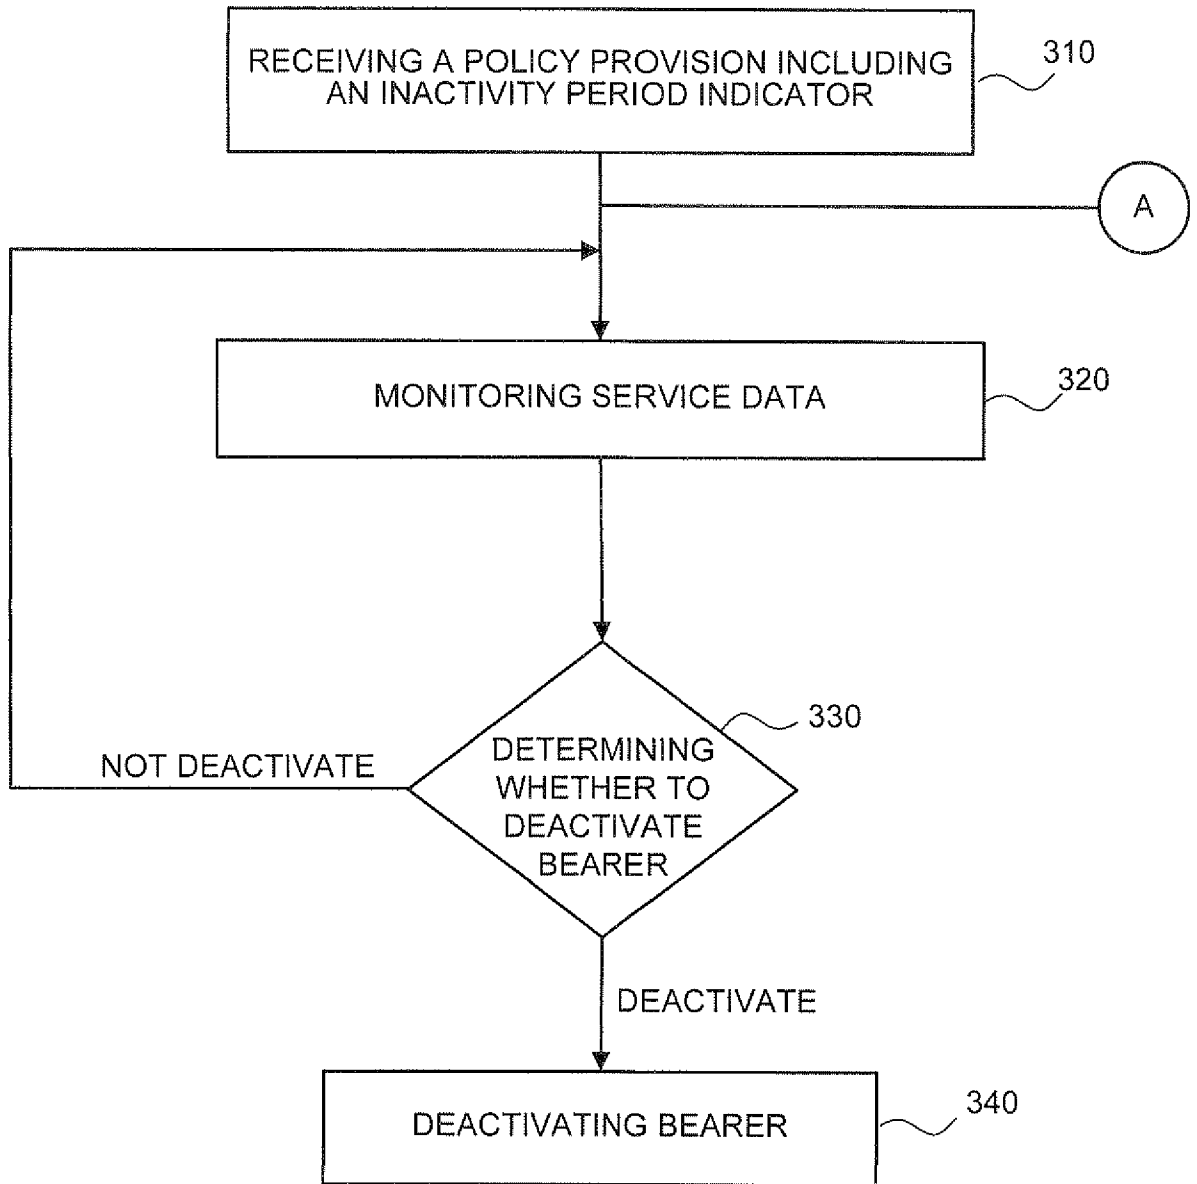 RECEIVING A POLICY PROVISION INCLUDING
AN INACTIVITY PERIOD INDICATOR
310
A
MONITORING SERVICE DATA
320
330
DETERMINING
WHETHER TO
DEACTIVATE
BEARER
NOT DEACTIVATE
DEACTIVATE
DEACTIVATING BEARER
340